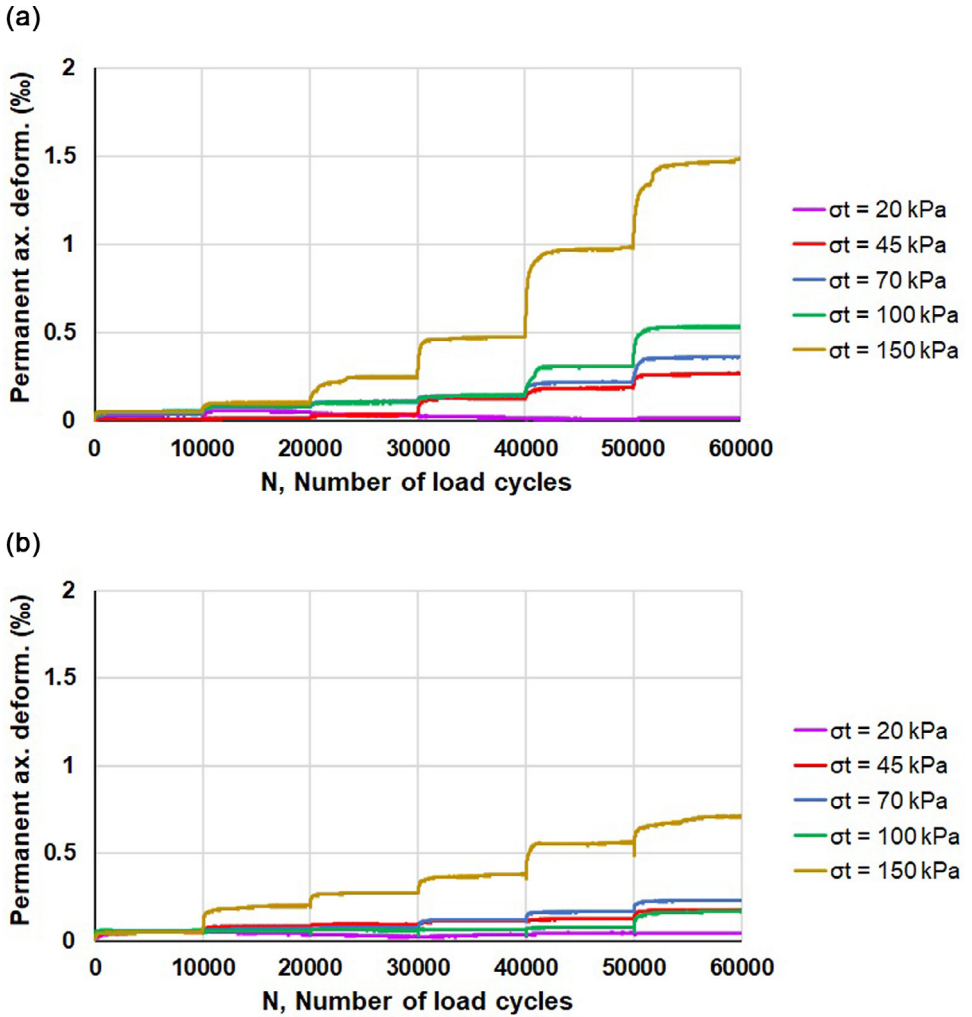 (a)
Permanent ax. deform. (‰)
2
1.5
1
0.5
0
0 10000 20000 30000 40000 50000 60000
N, Number of load cycles
σt = 20 kPa
σt = 45 kPa
σt = 70 kPa
σt = 100 kPa
σt = 150 kPa
(b)
Permanent ax. deform. (‰)
2
1.5
1
0.5
0
0 10000 20000 30000 40000 50000 60000
N, Number of load cycles
σt = 20 kPa
σt = 45 kPa
σt = 70 kPa
σt = 100 kPa
σt = 150 kPa